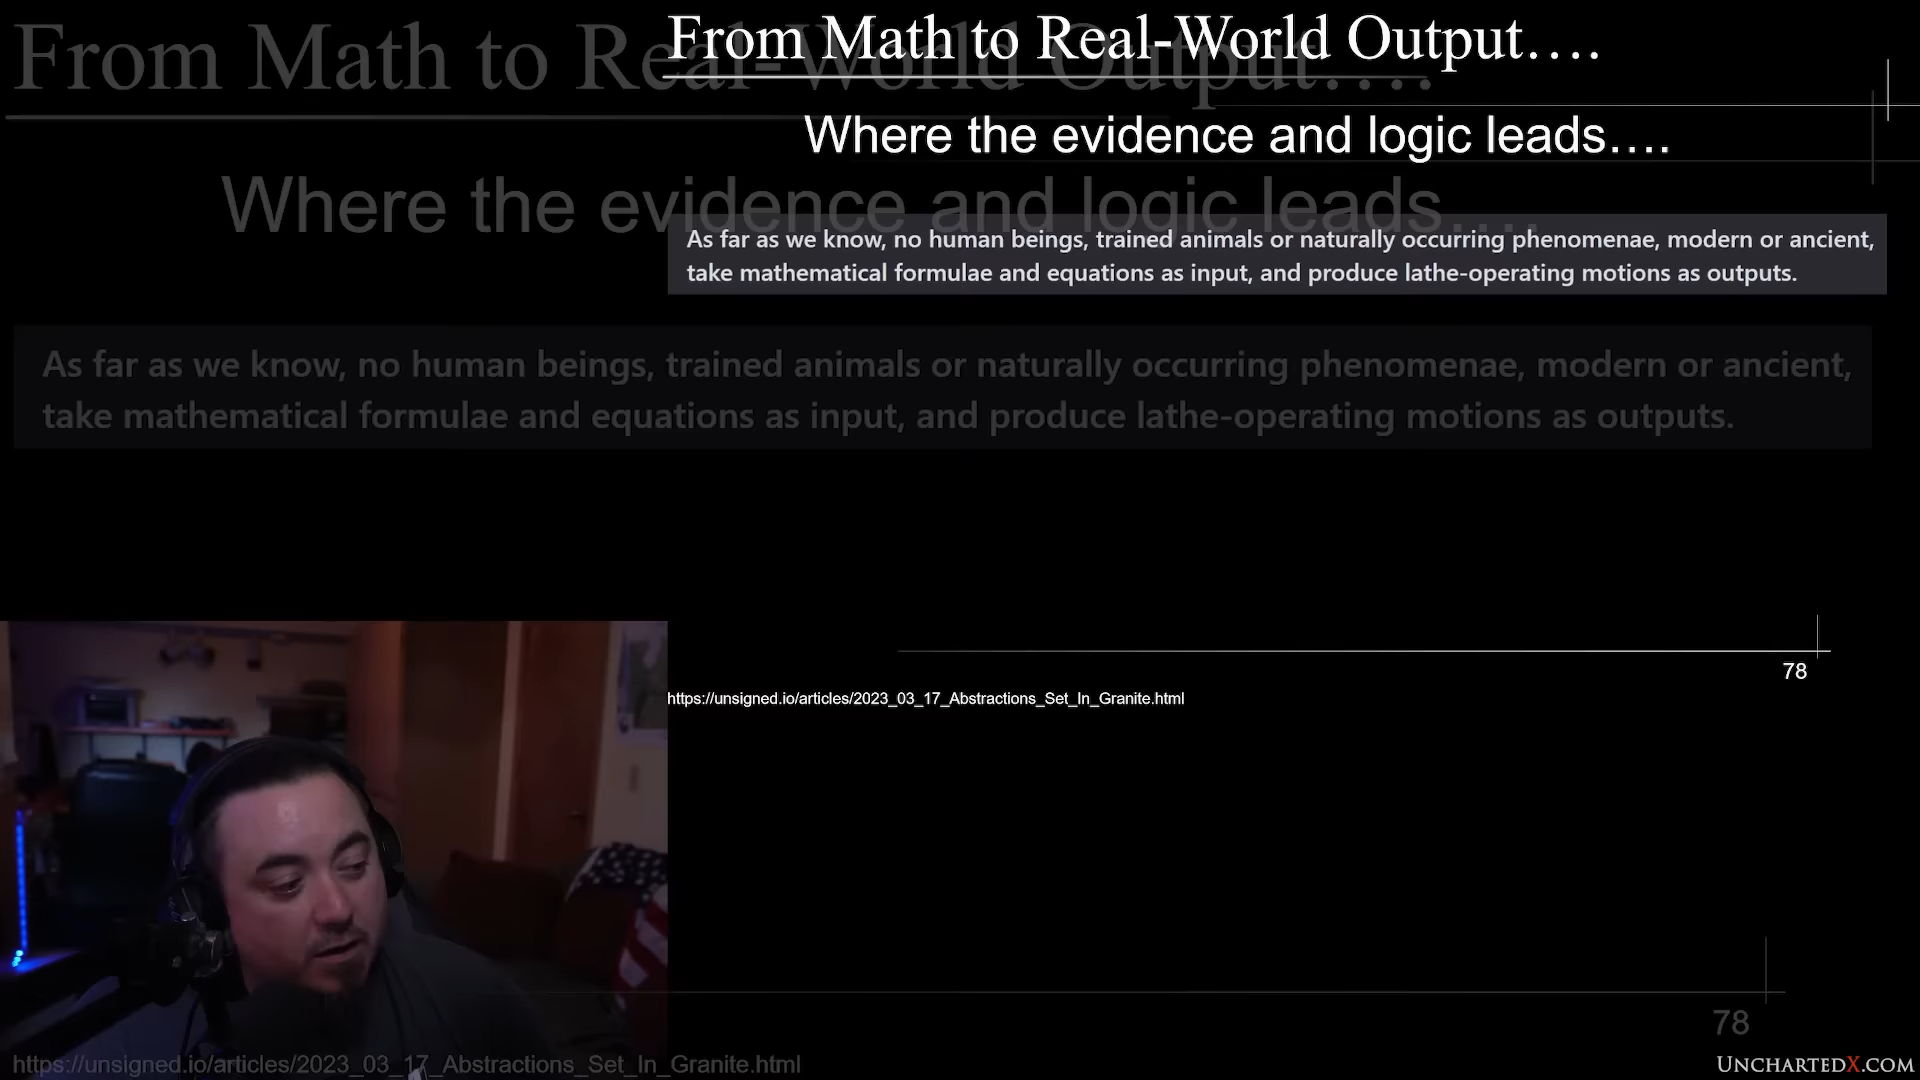 From Math to Real-World Output….
From Math to Real-World Output….
Where the evidence and logic leads….
Where the evidence and logic leads….
As far as we know, no human beings, trained animals or naturally occurring phenomenae, modern or ancient,
take mathematical formulae and equations as input, and produce lathe-operating motions as outputs.
As far as we know, no human beings, trained animals or naturally occurring phenomenae, modern or ancient,
take mathematical formulae and equations as input, and produce lathe-operating motions as outputs.
78
https://unsigned.io/articles/2023_03_17_Abstractions_Set_In_Granite.html
78
https://unsigned.io/articles/2023_03_17_Abstractions_Set_In_Granite.html
UNCHARTEDX.COM